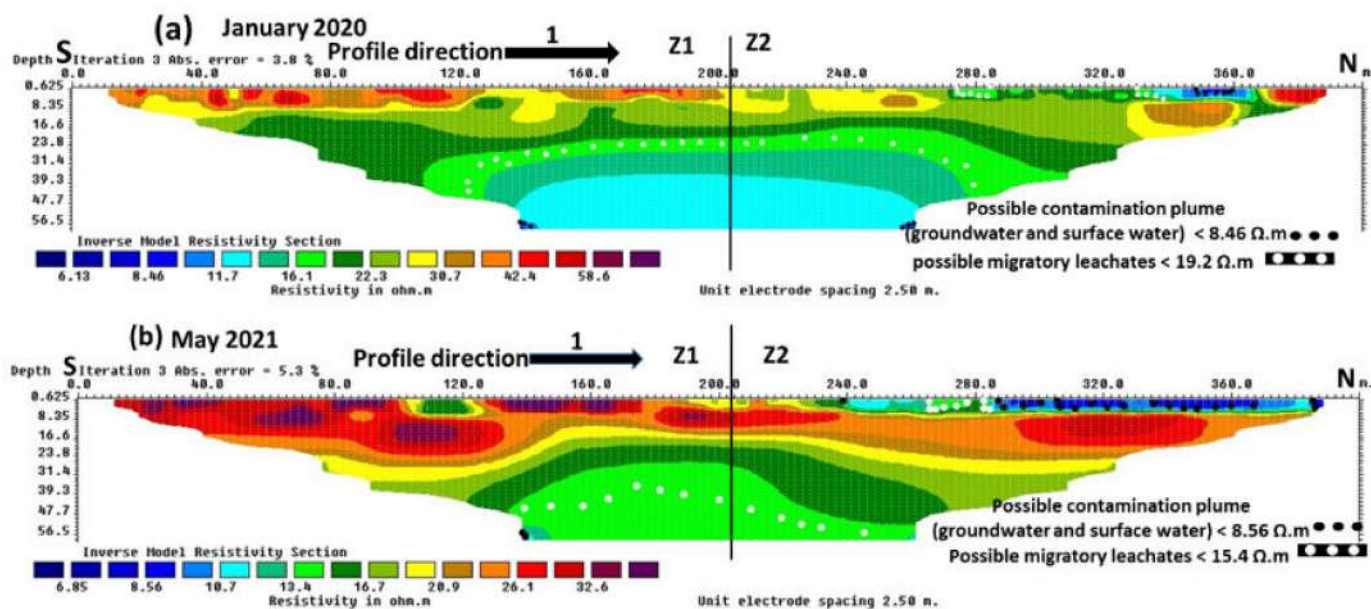 (a) January 2020
Profile direction 1 Z1 Z2
Depth S Iteration 3 Abs. error = 3.8 % N
0.0 40.0 80.0 120.0 160.0 200.0 240.0 280.0 320.0 360.0 m.
0.625
8.35
16.6
23.8
31.4
39.3
47.7
56.5
Possible contamination plume
(groundwater and surface water) < 8.46 Ω.m
possible migratory leachates < 19.2 Ω.m
Inverse Model Resistivity Section
6.13 8.46 11.7 16.1 22.3 30.7 42.4 58.6
Resistivity in ohm.m
Unit electrode spacing 2.50 m.
(b) May 2021
Profile direction 1 Z1 Z2
Depth S Iteration 3 Abs. error = 5.3 % N
0.0 40.0 80.0 120.0 160.0 200.0 240.0 280.0 320.0 360.0 m.
0.625
8.35
16.6
23.8
31.4
39.3
47.7
56.5
Possible contamination plume
(groundwater and surface water) < 8.56 Ω.m
Possible migratory leachates < 15.4 Ω.m
Inverse Model Resistivity Section
6.85 8.56 10.7 13.4 16.7 20.9 26.1 32.6
Resistivity in ohm.m
Unit electrode spacing 2.50 m.